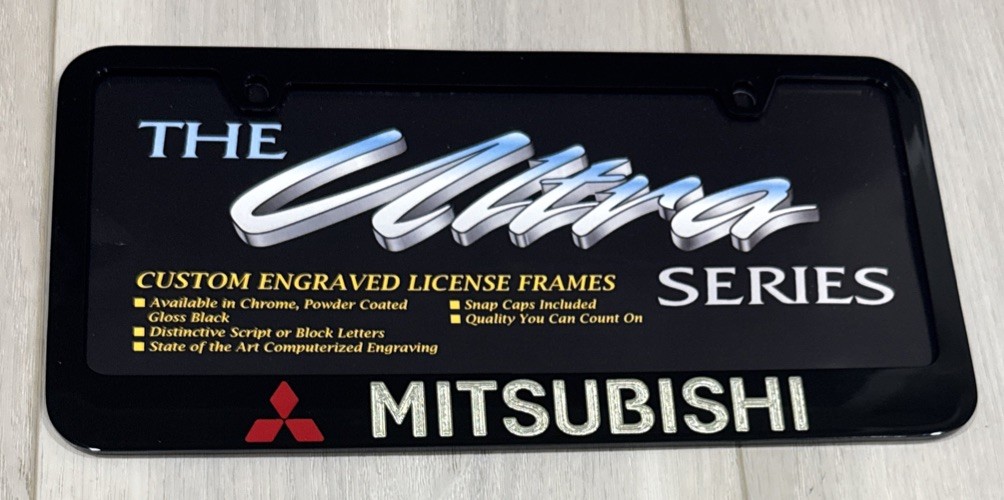 THE Ultra
SERIES
CUSTOM ENGRAVED LICENSE FRAMES
Available in Chrome, Powder Coated
Gloss Black
Distinctive Script or Block Letters
State of the Art Computerized Engraving
Snap Caps Included
Quality You Can Count On
MITSUBISHI